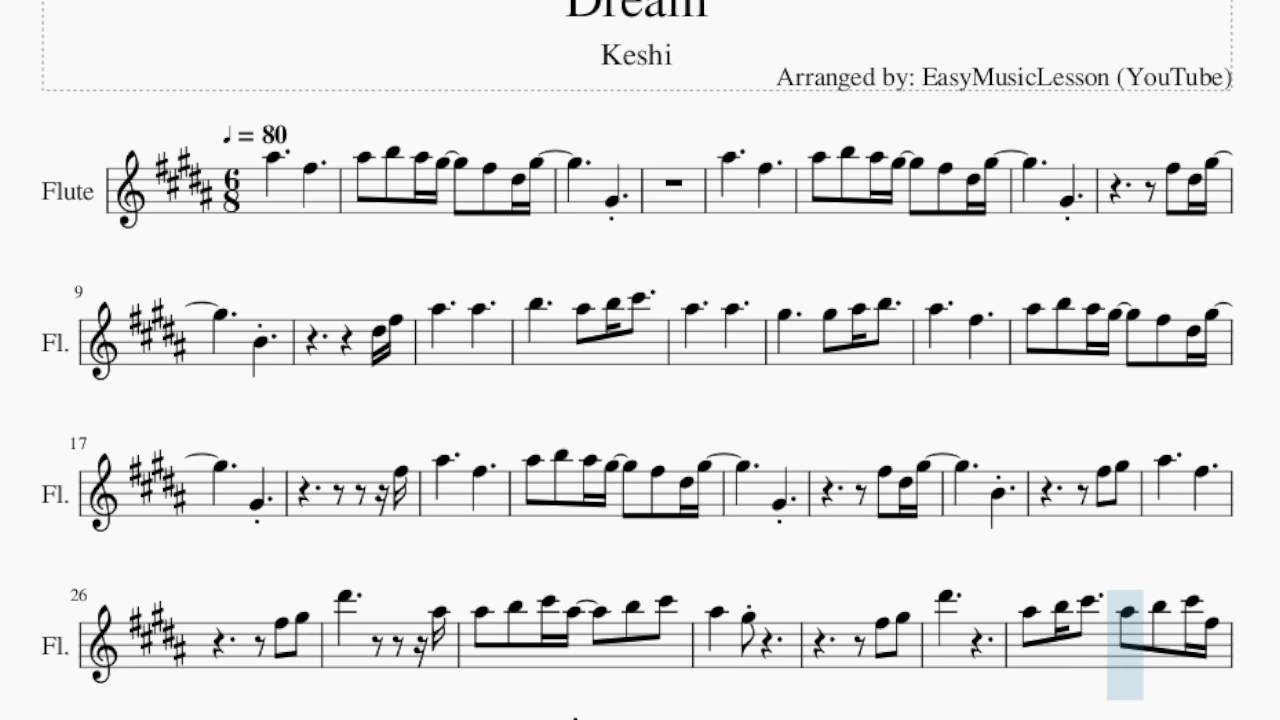 Dream
Keshi
Arranged by: EasyMusicLesson (YouTube)
♩ = 80
Flute
6
8
9
Fl.
17
Fl.
26
Fl.